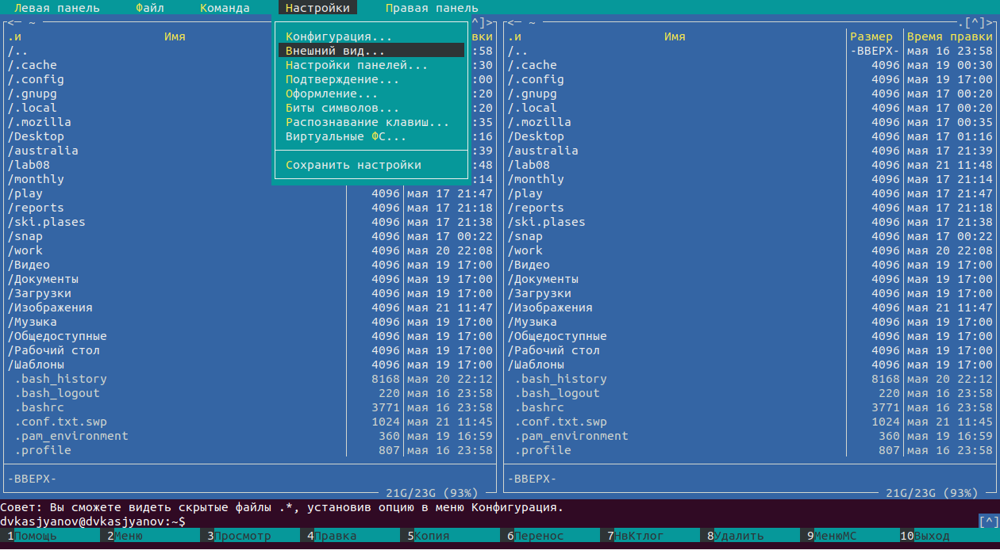 Левая панель Файл Команда Настройки Правая панель
<— ~ ^]> <— ~ .[^]>
.и Имя вки .и Имя Размер Время правки
/.. Конфигурация...
/.. Внешний вид... :58 /.. -ВВЕРХ- мая 16 23:58
/.cache Настройки панелей... :30 /.cache 4096 мая 19 00:30
/.config Подтверждение... :00 /.config 4096 мая 19 17:00
/.gnupg Оформление... :20 /.gnupg 4096 мая 17 00:20
/.local Биты символов... :20 /.local 4096 мая 17 00:20
/.mozilla Распознавание клавиш... :35 /.mozilla 4096 мая 17 00:35
/Desktop Виртуальные ФС... :16 /Desktop 4096 мая 17 01:16
/australia :39 /australia 4096 мая 17 21:39
/lab08 Сохранить настройки :48 /lab08 4096 мая 21 11:48
/monthly :14 /monthly 4096 мая 17 21:14
/play 4096 мая 17 21:47 /play 4096 мая 17 21:47
/reports 4096 мая 17 21:18 /reports 4096 мая 17 21:18
/ski.plases 4096 мая 17 21:38 /ski.plases 4096 мая 17 21:38
/snap 4096 мая 17 00:22 /snap 4096 мая 17 00:22
/work 4096 мая 20 22:08 /work 4096 мая 20 22:08
/Видео 4096 мая 19 17:00 /Видео 4096 мая 19 17:00
/Документы 4096 мая 19 17:00 /Документы 4096 мая 19 17:00
/Загрузки 4096 мая 19 17:00 /Загрузки 4096 мая 19 17:00
/Изображения 4096 мая 21 11:47 /Изображения 4096 мая 21 11:47
/Музыка 4096 мая 19 17:00 /Музыка 4096 мая 19 17:00
/Общедоступные 4096 мая 19 17:00 /Общедоступные 4096 мая 19 17:00
/Рабочий стол 4096 мая 19 17:00 /Рабочий стол 4096 мая 19 17:00
/Шаблоны 4096 мая 19 17:00 /Шаблоны 4096 мая 19 17:00
.bash_history 8168 мая 20 22:12 .bash_history 8168 мая 20 22:12
.bash_logout 220 мая 16 23:58 .bash_logout 220 мая 16 23:58
.bashrc 3771 мая 16 23:58 .bashrc 3771 мая 16 23:58
.conf.txt.swp 1024 мая 21 11:45 .conf.txt.swp 1024 мая 21 11:45
.pam_environment 360 мая 19 16:59 .pam_environment 360 мая 19 16:59
.profile 807 мая 16 23:58 .profile 807 мая 16 23:58
-ВВЕРХ- -ВВЕРХ-
21G/23G (93%) 21G/23G (93%)
Совет: Вы сможете видеть скрытые файлы .*, установив опцию в меню Конфигурация.
dvkasjyanov@dvkasjyanov:~$ [^]
1Помощь 2Меню 3Просмотр 4Правка 5Копия 6Перенос 7НвКтлог 8Удалить 9МенюМС 10Выход